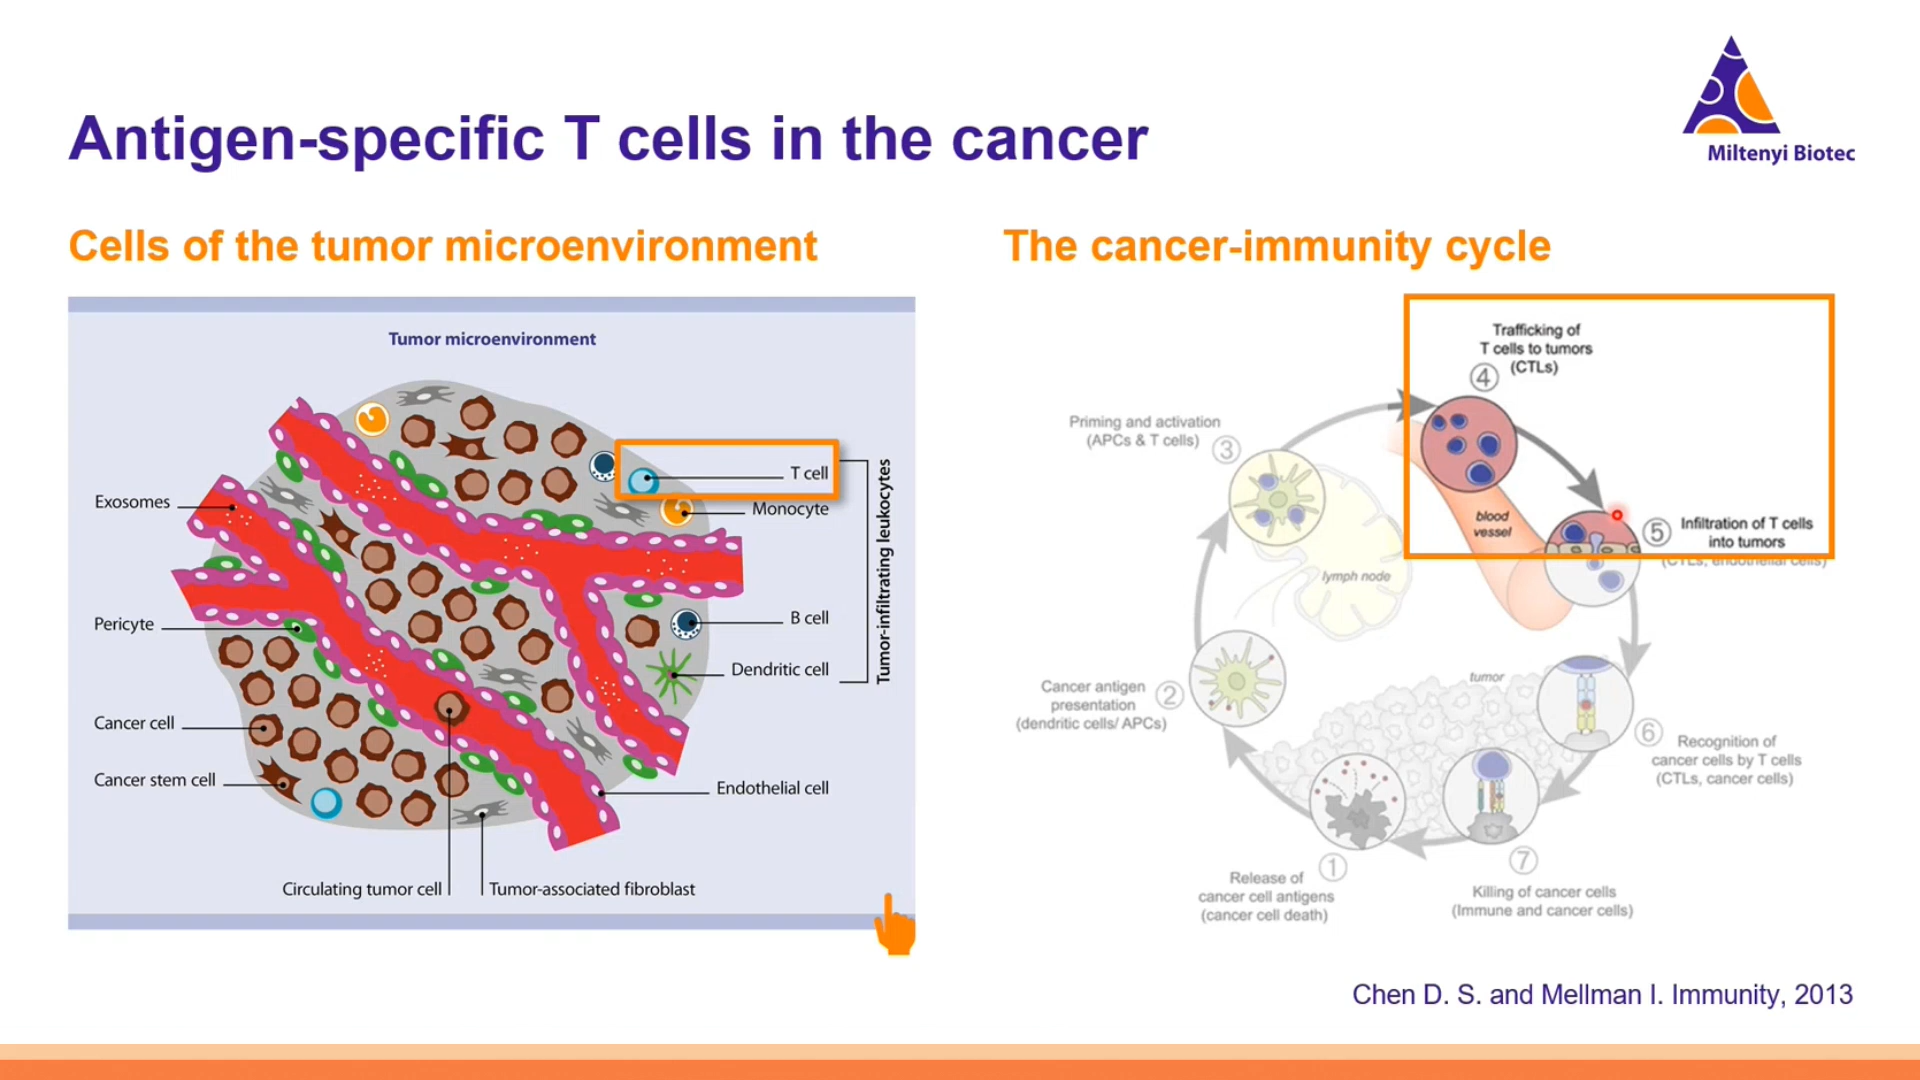 Antigen-specific T cells in the cancer
Miltenyi Biotec
Cells of the tumor microenvironment
Tumor microenvironment
T cell
Monocyte
Exosomes
Tumor-infiltrating leukocytes
Pericyte
B cell
Dendritic cell
Cancer cell
Cancer stem cell
Endothelial cell
Circulating tumor cell
Tumor-associated fibroblast
The cancer-immunity cycle
Trafficking of
T cells to tumors
(CTLs)
4
Priming and activation
(APCs & T cells)
3
blood
vessel
5
Infiltration of T cells
into tumors
(CTLs, endothelial cells)
lymph node
Cancer antigen
presentation
(dendritic cells/ APCs)
2
tumor
6
Recognition of
cancer cells by T cells
(CTLs, cancer cells)
1
Release of
cancer cell antigens
(cancer cell death)
7
Killing of cancer cells
(Immune and cancer cells)
Chen D. S. and Mellman I. Immunity, 2013